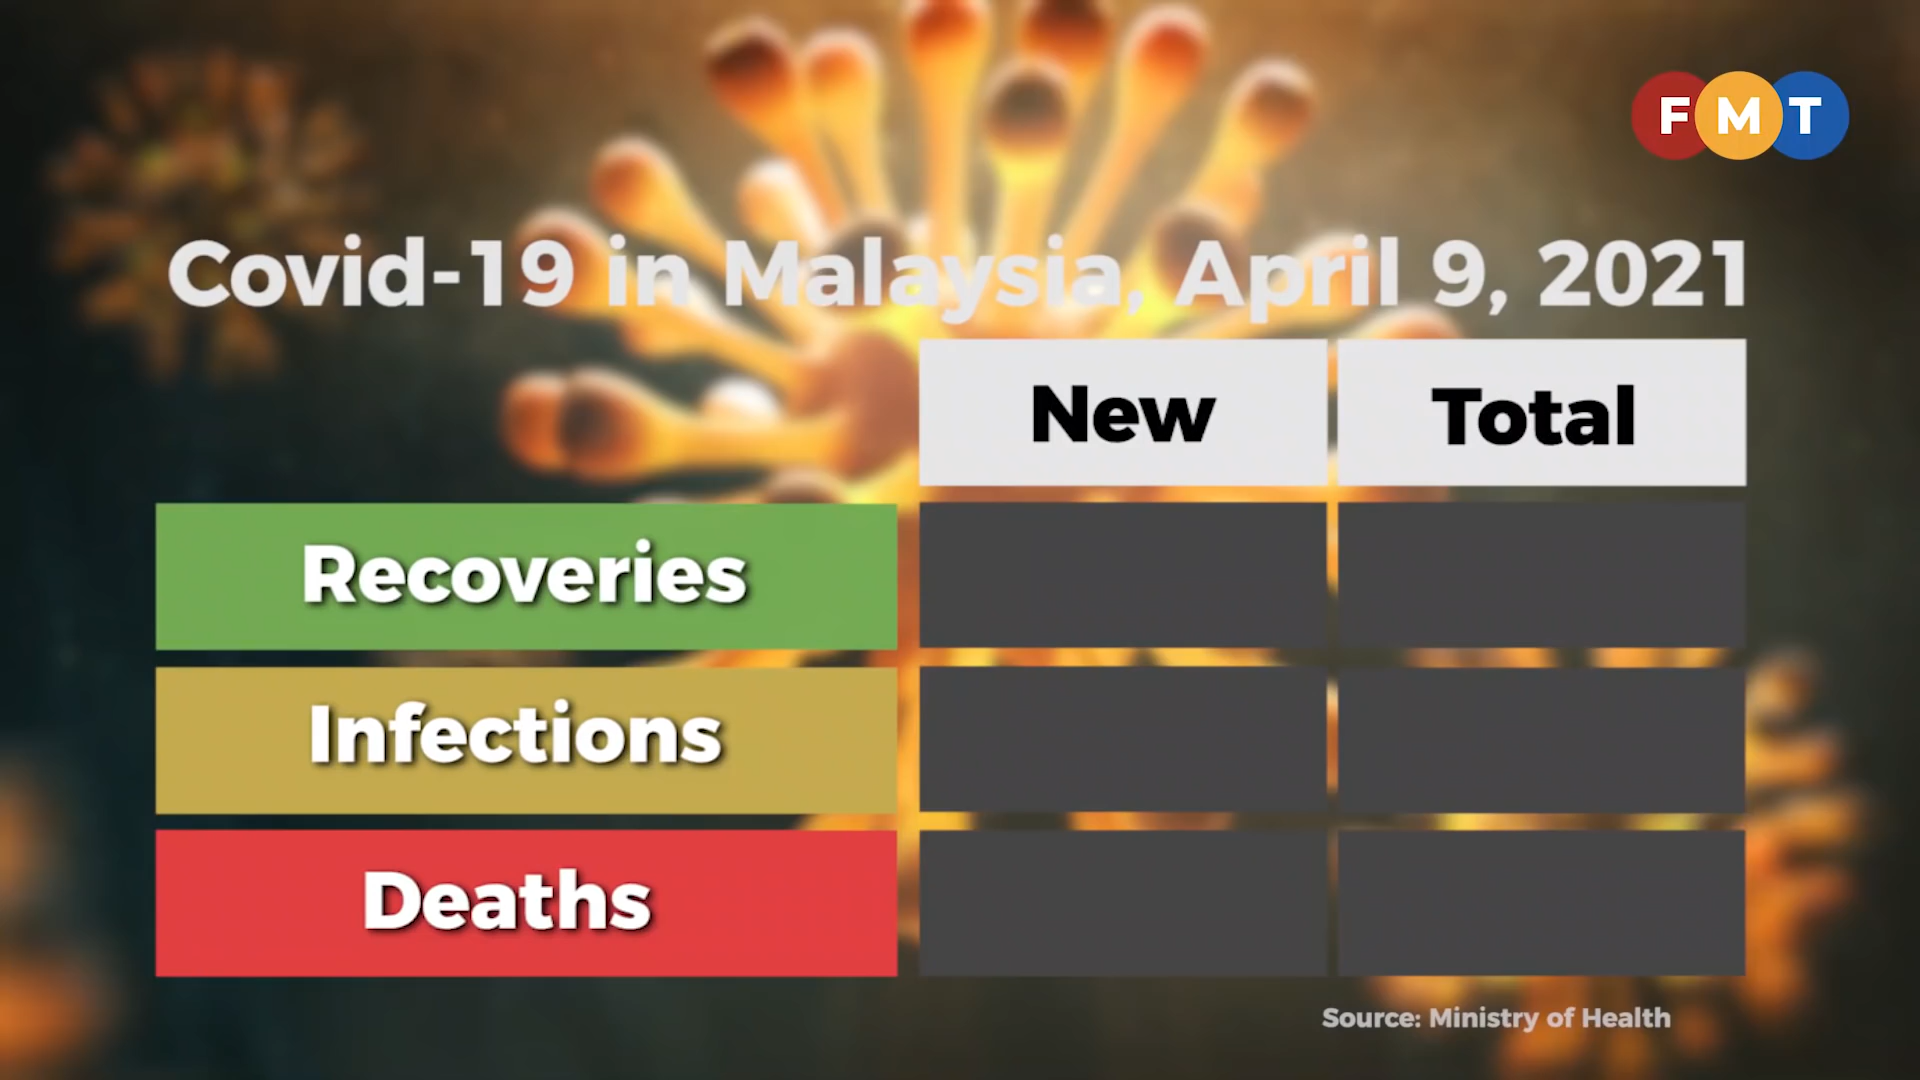 FMT
Covid-19 in Malaysia, April 9, 2021
New Total
Recoveries
Infections
Deaths
Source: Ministry of Health